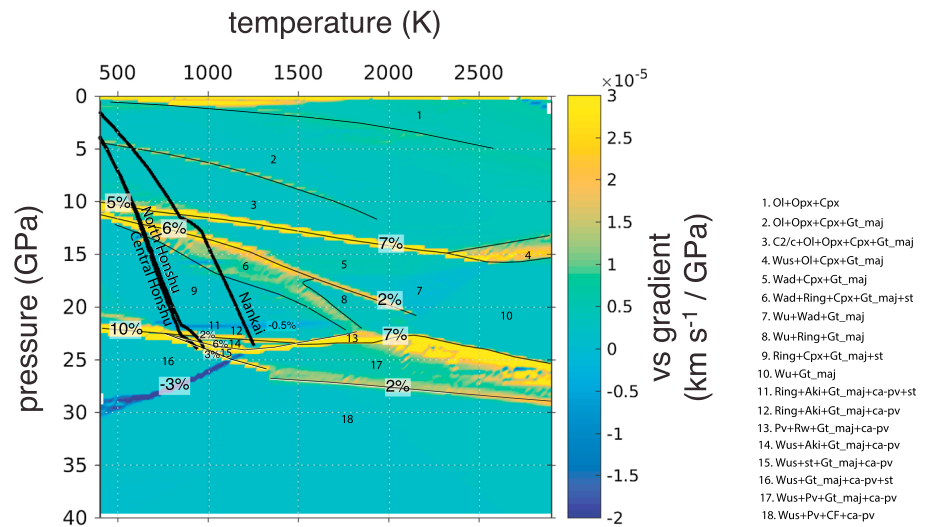 temperature (K)
500 1000 1500 2000 2500
×10-5
pressure (GPa)
0
5
10
15
20
25
30
35
40
1
2
3
4
5
6
7
8
9
10
11
12
13
14
15
16
17
18
5%
6%
7%
2%
10%
7%
2%
-0.5%
2%
6%
3%
-3%
North Honshu
Central Honshu
Nankai
3
2.5
2
1.5
1
0.5
0
-0.5
-1
-1.5
-2
vs gradient
(km s-1 / GPa)
1. Ol+Opx+Cpx
2. Ol+Opx+Cpx+Gt_maj
3. C2/c+Ol+Opx+Cpx+Gt_maj
4. Wus+Ol+Cpx+Gt_maj
5. Wad+Cpx+Gt_maj
6. Wad+Ring+Cpx+Gt_maj+st
7. Wu+Wad+Gt_maj
8. Wu+Ring+Gt_maj
9. Ring+Cpx+Gt_maj+st
10. Wu+Gt_maj
11. Ring+Aki+Gt_maj+ca-pv+st
12. Ring+Aki+Gt_maj+ca-pv
13. Pv+Rw+Gt_maj+ca-pv
14. Wus+Aki+Gt_maj+ca-pv
15. Wus+st+Gt_maj+ca-pv
16. Wus+Gt_maj+ca-pv+st
17. Wus+Pv+Gt_maj+ca-pv
18. Wus+Pv+CF+ca-pv